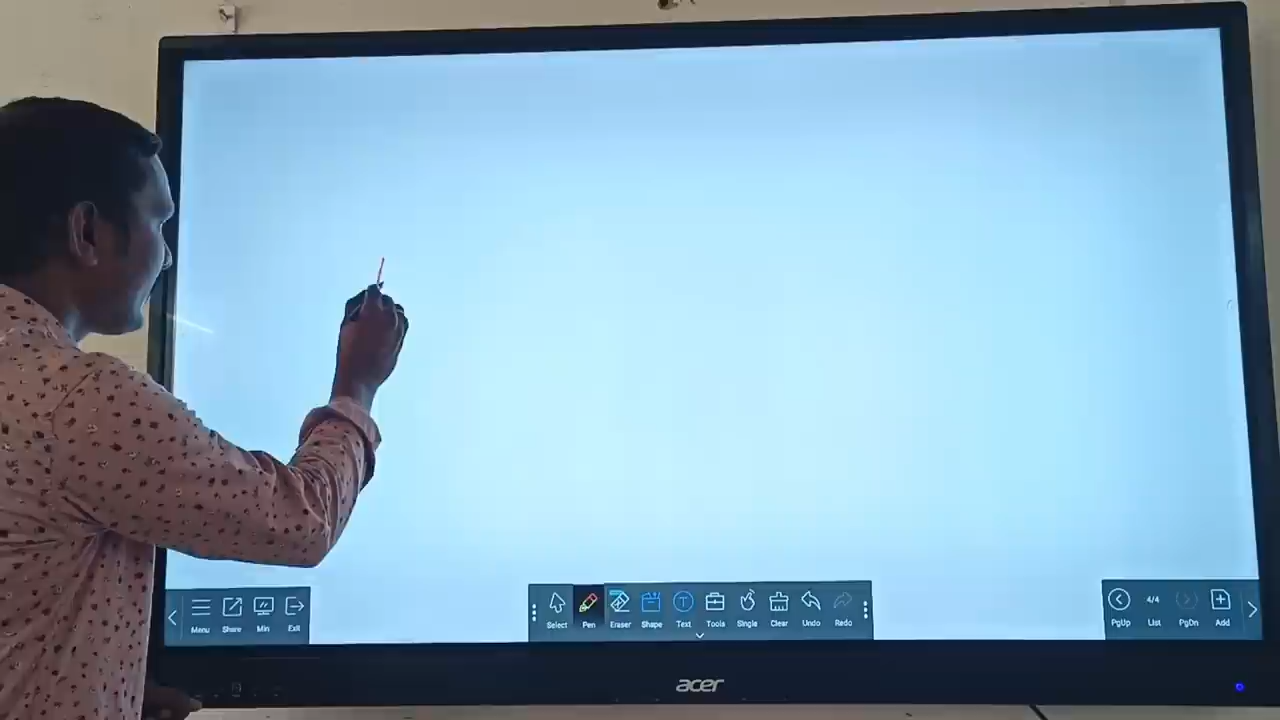 Menu Share Min Exit
Select Pen Eraser Shape Text Tools Single Clear Undo Redo
PgUp 4/4 List PgDn Add
acer